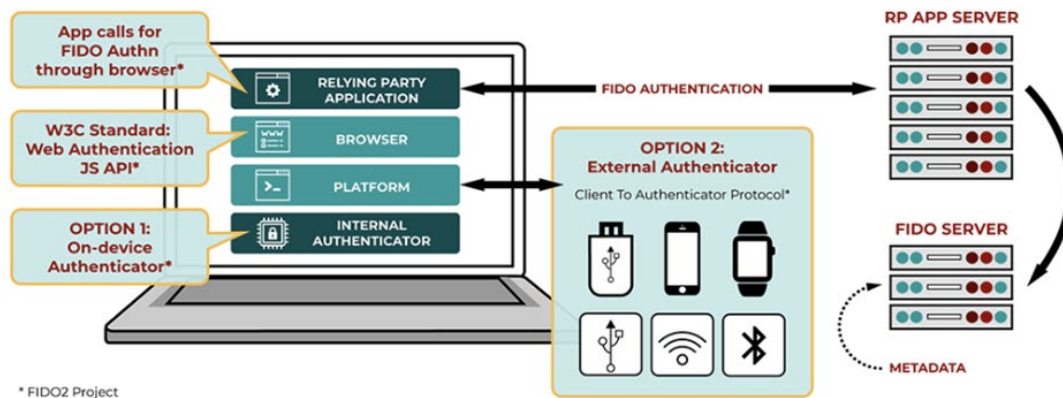 App calls for
FIDO Authn
through browser*
W3C Standard:
Web Authentication
JS API*
OPTION 1:
On-device
Authenticator*
RELYING PARTY
APPLICATION
WWW
BROWSER
PLATFORM
INTERNAL
AUTHENTICATOR
FIDO AUTHENTICATION
OPTION 2:
External Authenticator
Client To Authenticator Protocol*
RP APP SERVER
FIDO SERVER
METADATA
* FIDO2 Project